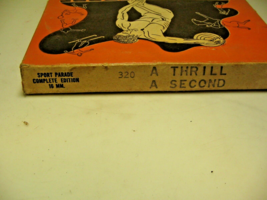 SPORT PARADE
COMPLETE EDITION
16 MM.
320
A THRILL
A SECOND